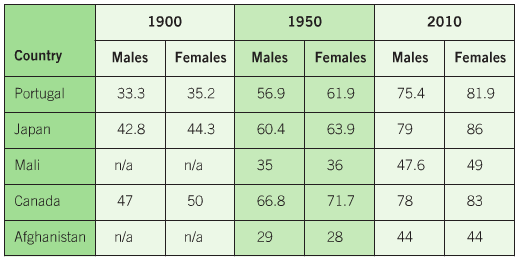 1900 1950 2010
Country Males Females Males Females Males Females
Portugal 33.3 35.2 56.9 61.9 75.4 81.9
Japan 42.8 44.3 60.4 63.9 79 86
Mali n/a n/a 35 36 47.6 49
Canada 47 50 66.8 71.7 78 83
Afghanistan n/a n/a 29 28 44 44